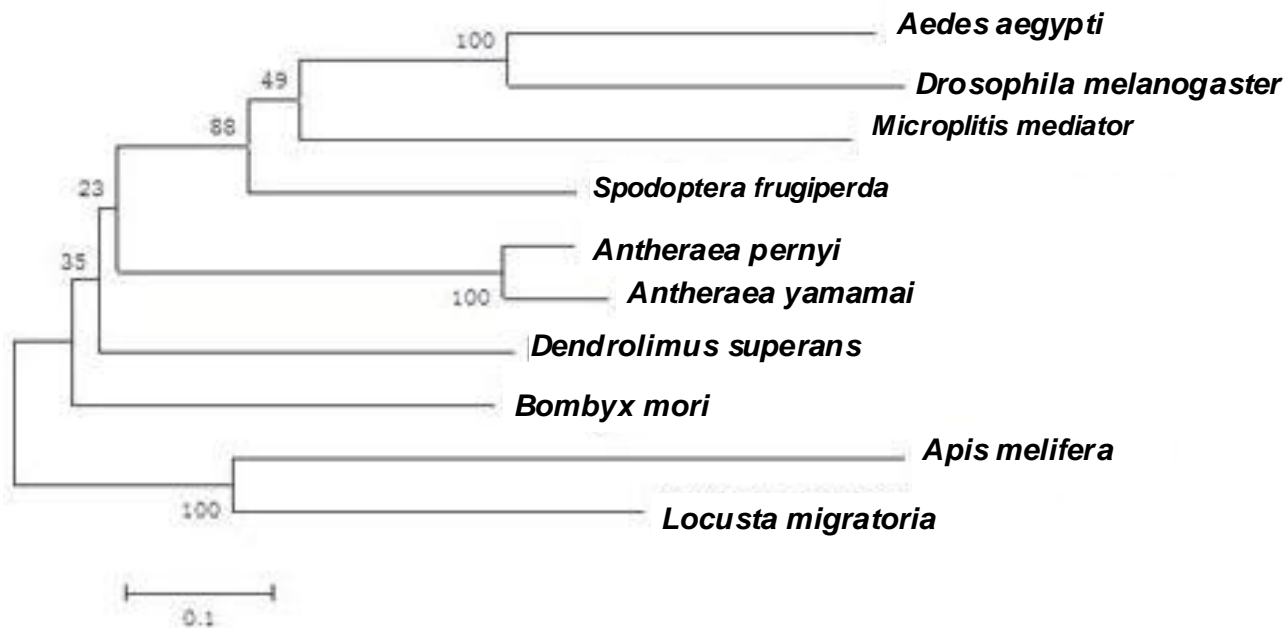 Aedes aegypti
100
Drosophila melanogaster
49
Microplitis mediator
88
Spodoptera frugiperda
23
Antheraea pernyi
35
Antheraea yamamai
100
Dendrolimus superans
Bombyx mori
Apis melifera
100
Locusta migratoria
0.1